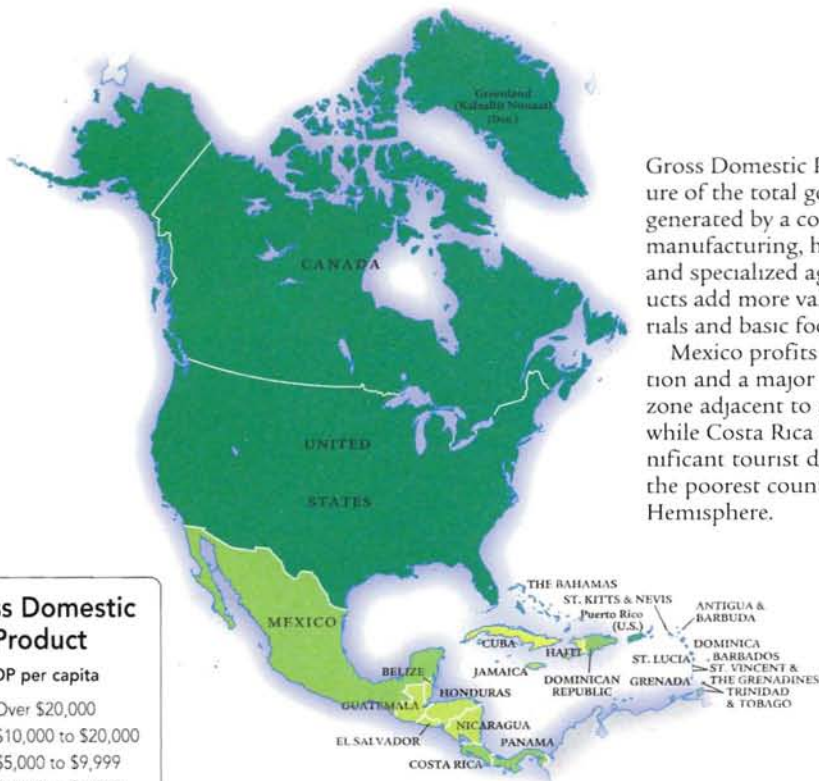 Greenland
(Kalaallit Nunaat)
(Den.)
CANADA
UNITED
STATES
MEXICO
Gross Domestic P
ure of the total go
generated by a co
manufacturing, h
and specialized ag
ucts add more va
rials and basic foo
Mexico profits
tion and a major
zone adjacent to
while Costa Rica
nificant tourist d
the poorest count
Hemisphere.
THE BAHAMAS
ST. KITTS & NEVIS
Puerto Rico
(U.S.)
ANTIGUA &
BARBUDA
CUBA
HAITI
DOMINICA
BARBADOS
ST. LUCIA
ST. VINCENT &
THE GRENADINES
GRENADA
TRINIDAD
& TOBAGO
JAMAICA
DOMINICAN
REPUBLIC
BELIZE
HONDURAS
GUATEMALA
NICARAGUA
EL SALVADOR
PANAMA
COSTA RICA
ss Domestic
Product
DP per capita
Over $20,000
$10,000 to $20,000
$5,000 to $9,999